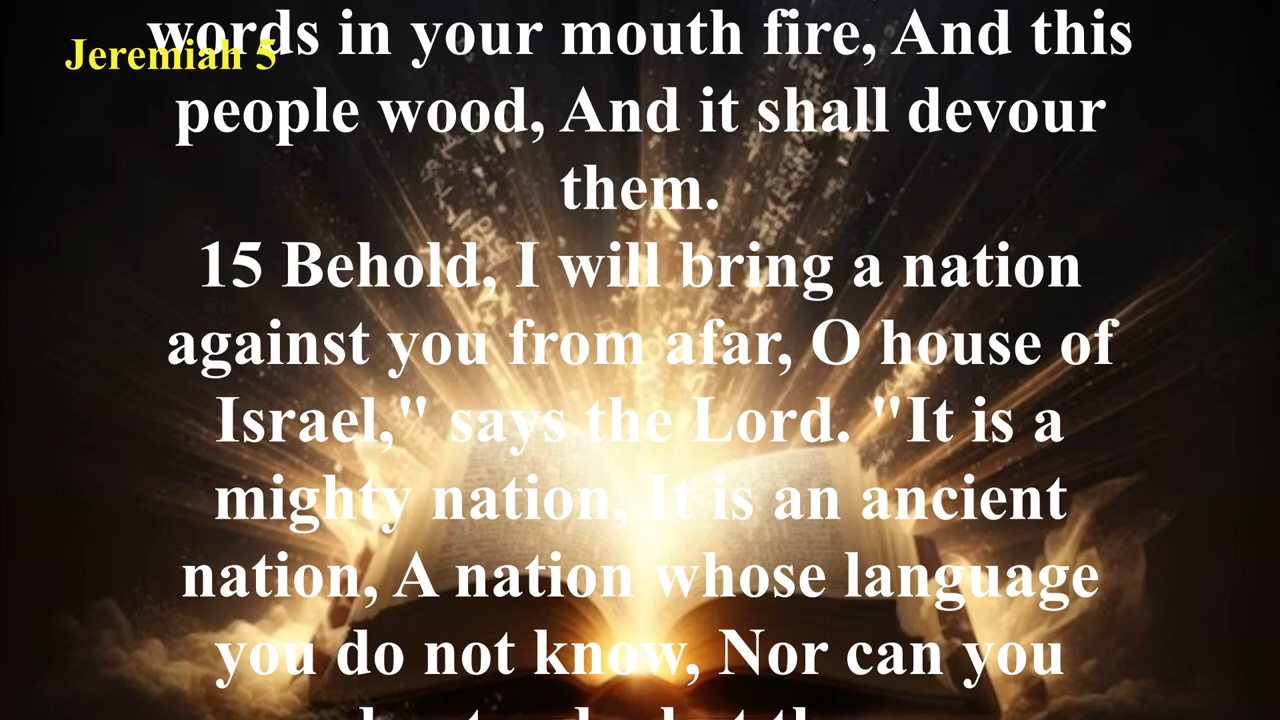 words in your mouth fire, And this
Jeremiah 5
people wood, And it shall devour
them.
15 Behold, I will bring a nation
against you from afar, O house of
Israel," says the Lord. "It is a
mighty nation, It is an ancient
nation, A nation whose language
you do not know, Nor can you